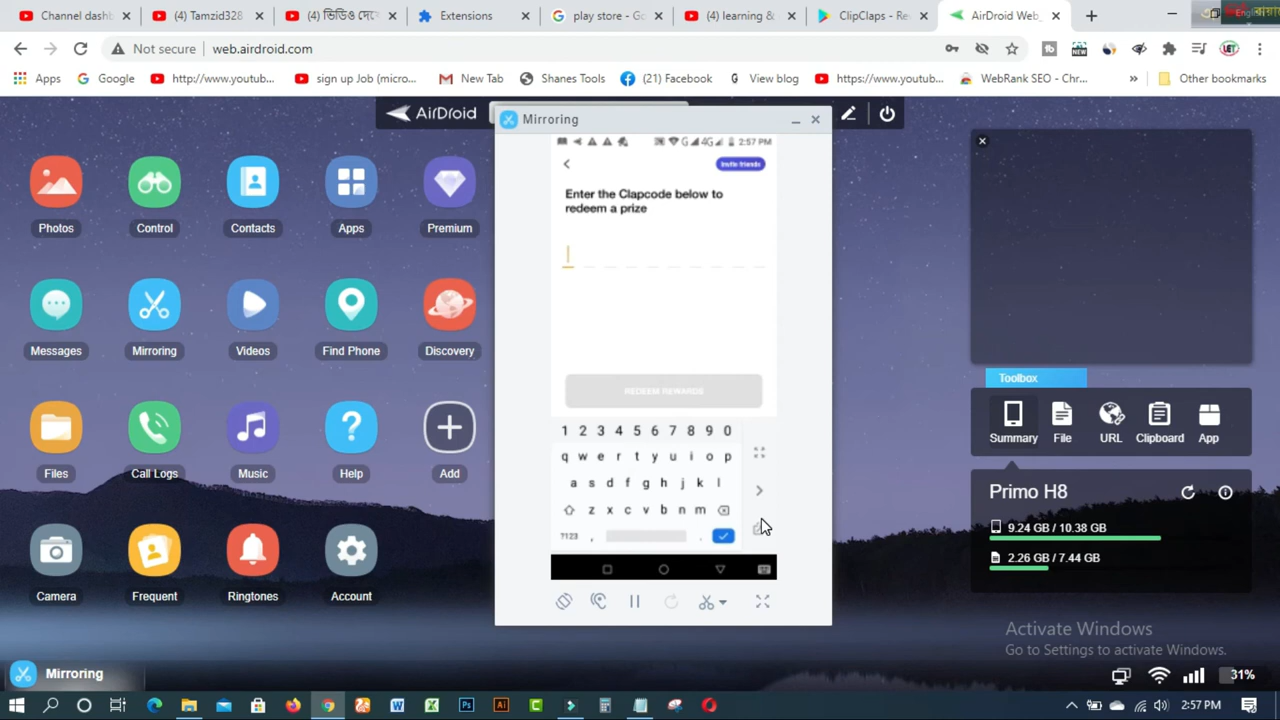 Channel dashb
(4) Tamzid328
(4) ভিডিও দেখে
Extensions
play store - Go
(4) learning &
ClipClaps - Re
AirDroid Web_
Not secure web.airdroid.com
Apps
Google
http://www.youtub...
sign up Job (micro...
New Tab
Shanes Tools
(21) Facebook
View blog
https://www.youtu...
WebRank SEO - Chr...
Other bookmarks
AirDroid
Mirroring
2:57 PM
Invite friends
Enter the Clapcode below to
redeem a prize
REDEEM REWARDS
1 2 3 4 5 6 7 8 9 0
q w e r t y u i o p
a s d f g h j k l
z x c v b n m
?123 , .
Photos
Control
Contacts
Apps
Premium
Messages
Mirroring
Videos
Find Phone
Discovery
Files
Call Logs
Music
Help
Add
Camera
Frequent
Ringtones
Account
Toolbox
Summary
File
URL
Clipboard
App
Primo H8
9.24 GB / 10.38 GB
2.26 GB / 7.44 GB
Activate Windows
Go to Settings to activate Windows.
Mirroring
31%
2:57 PM